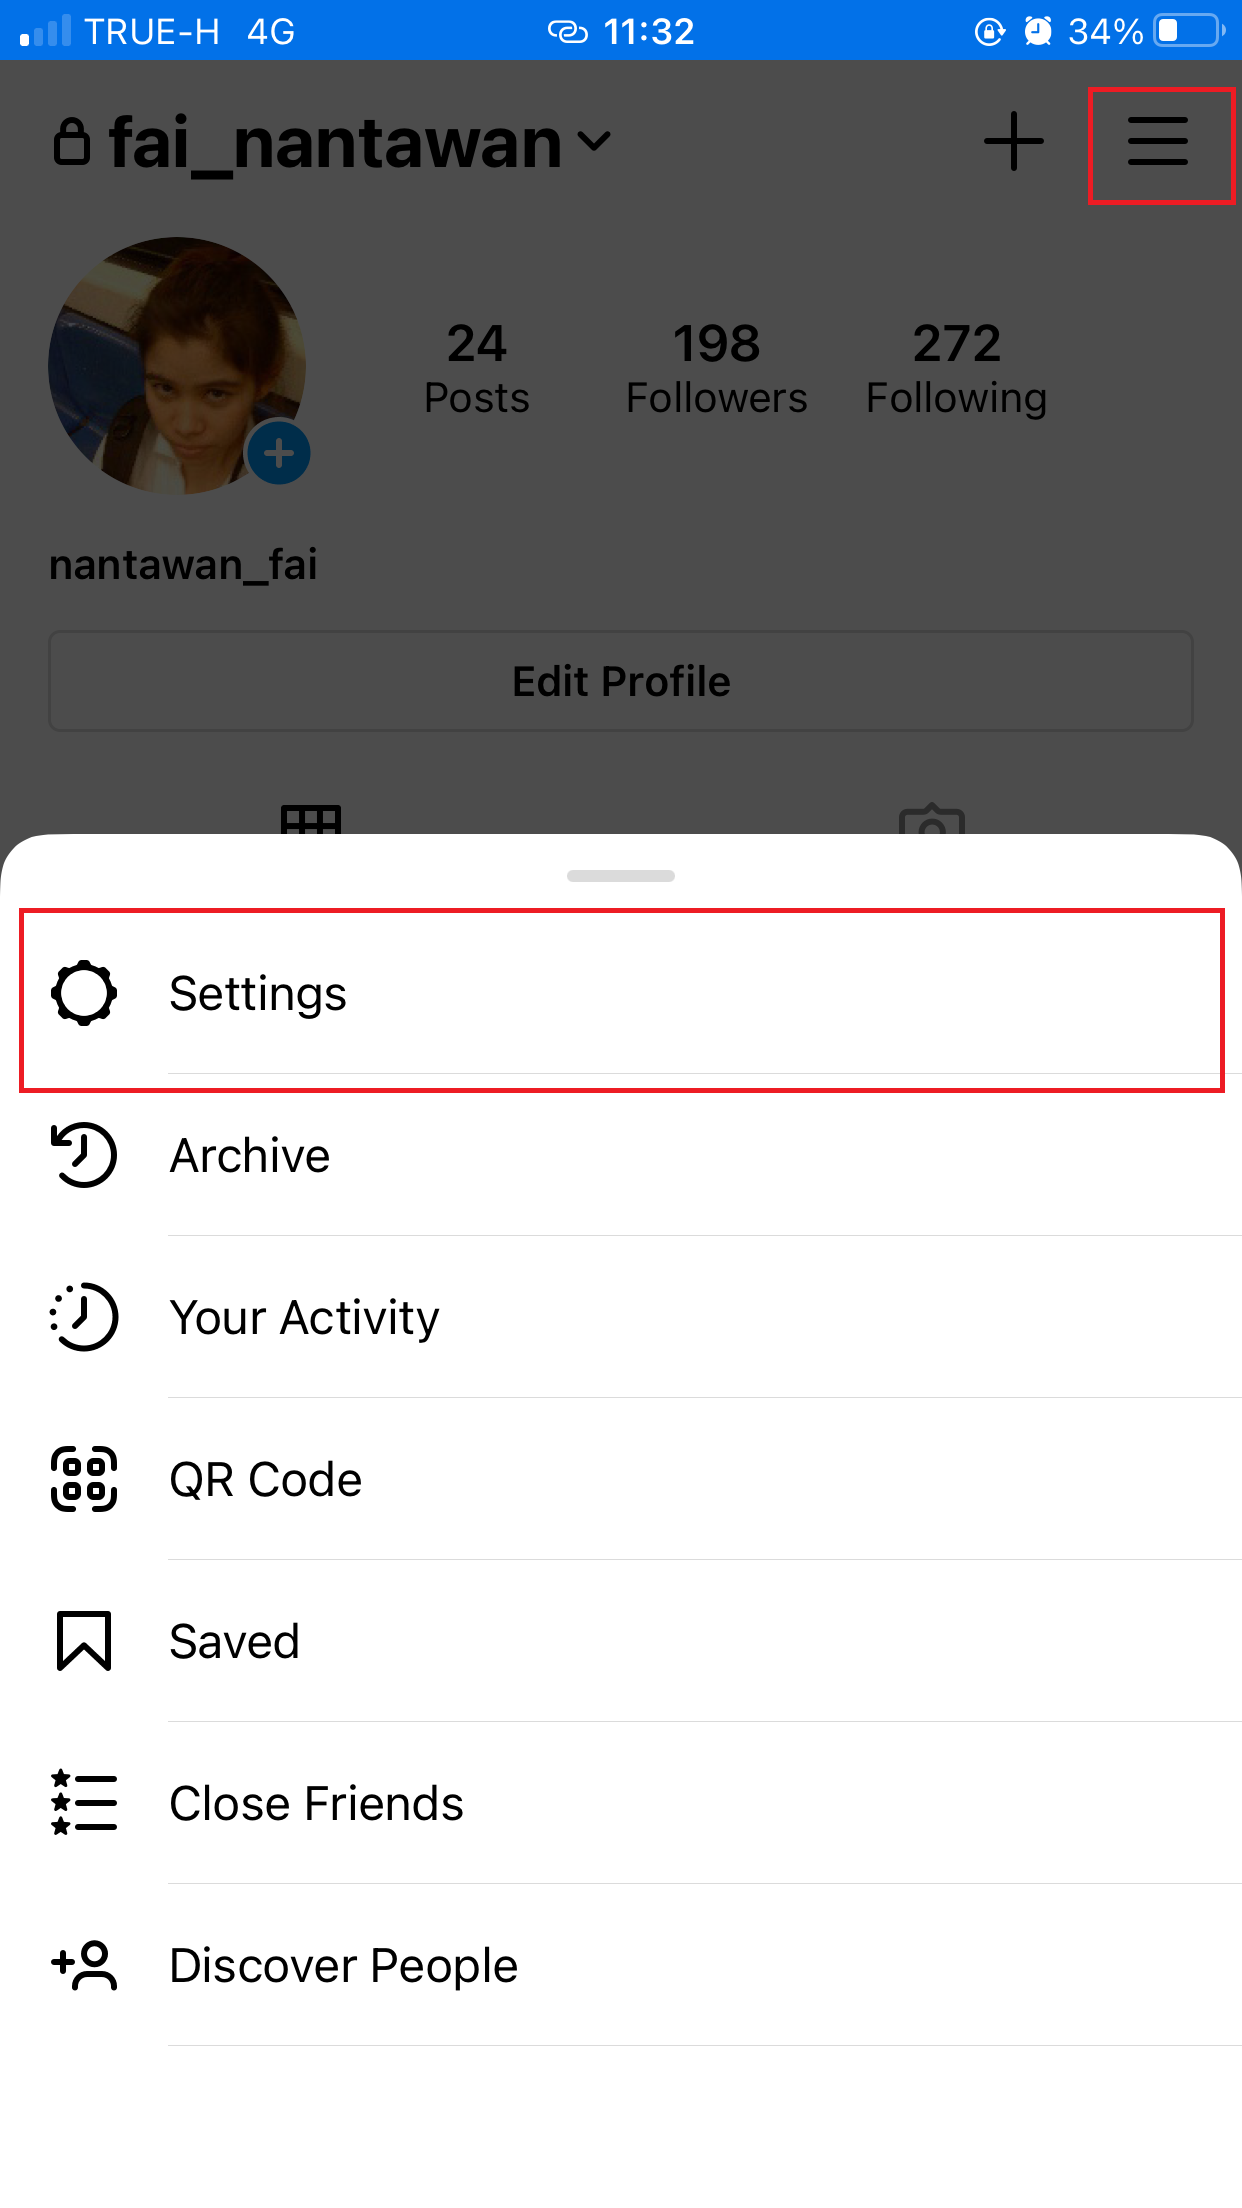 TRUE-H 4G 11:32 34%
fai_nantawan
24 198 272
Posts Followers Following
nantawan_fai
Edit Profile
Settings
Archive
Your Activity
QR Code
Saved
Close Friends
Discover People